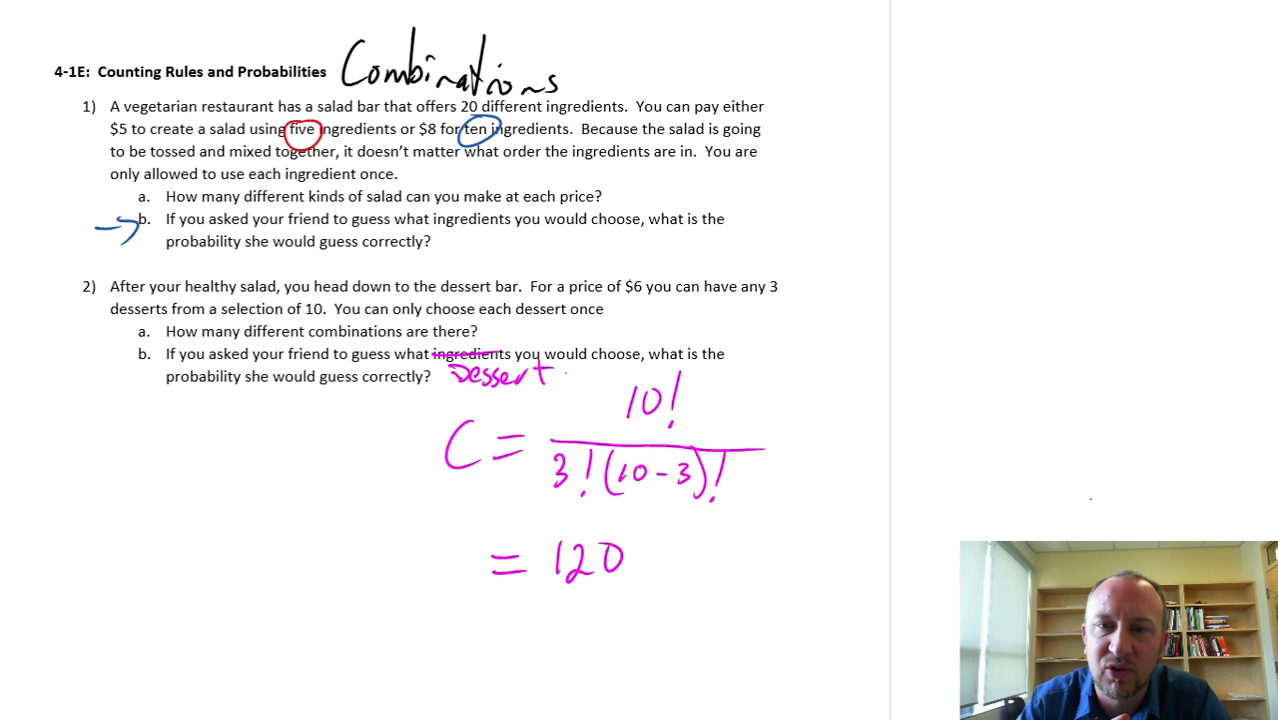 Combinations
4-1E: Counting Rules and Probabilities
1) A vegetarian restaurant has a salad bar that offers 20 different ingredients. You can pay either
$5 to create a salad using five ingredients or $8 for ten ingredients. Because the salad is going
to be tossed and mixed together, it doesn't matter what order the ingredients are in. You are
only allowed to use each ingredient once.
a. How many different kinds of salad can you make at each price?
b. If you asked your friend to guess what ingredients you would choose, what is the
probability she would guess correctly?
2) After your healthy salad, you head down to the dessert bar. For a price of $6 you can have any 3
desserts from a selection of 10. You can only choose each dessert once
a. How many different combinations are there?
b. If you asked your friend to guess what ingredients you would choose, what is the
probability she would guess correctly?
Dessert
C = 10! / 3!(10-3)!
= 120